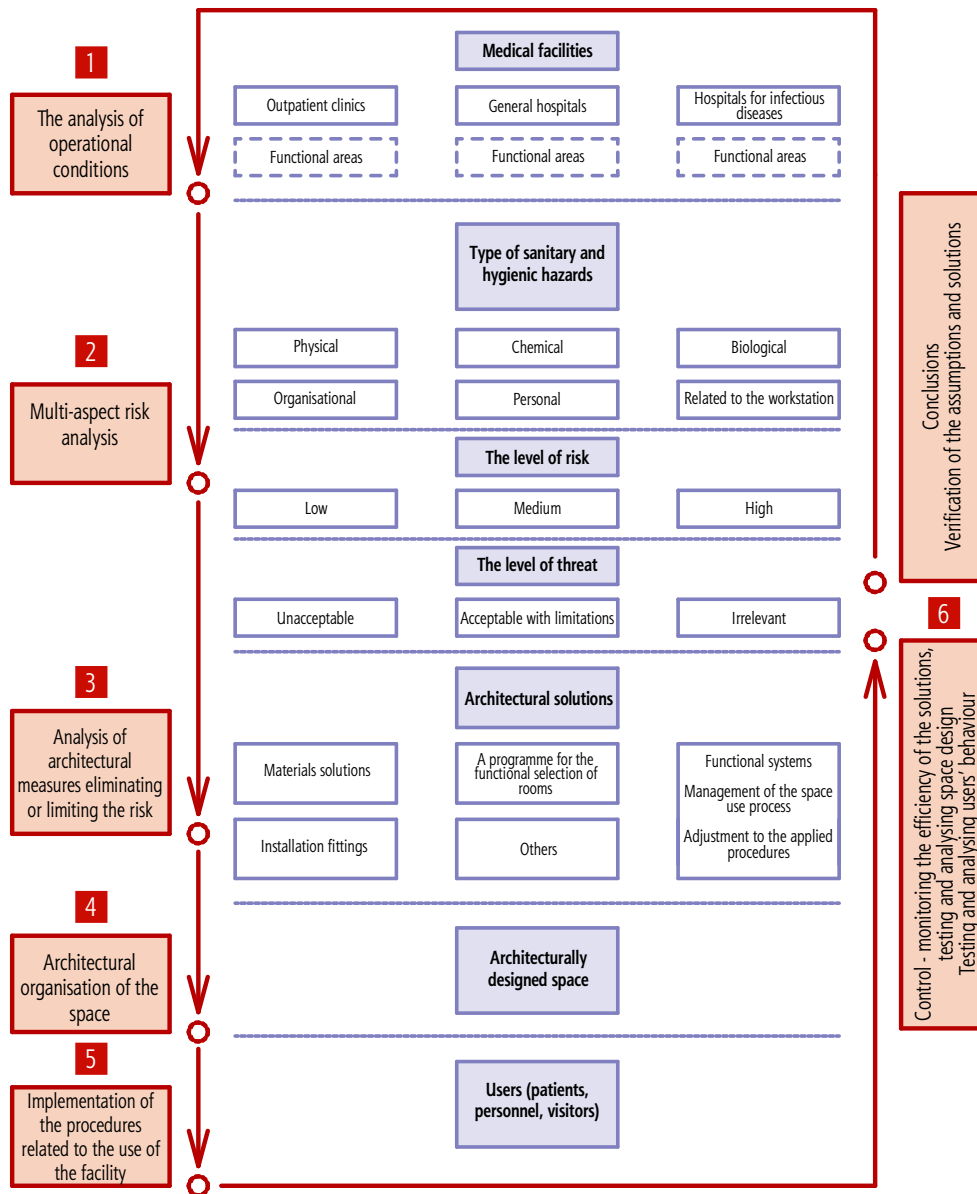 1
The analysis of
operational
conditions
Medical facilities
Outpatient clinics
General hospitals
Hospitals for infectious
diseases
Functional areas
Functional areas
Functional areas
Type of sanitary and
hygienic hazards
2
Multi-aspect risk
analysis
Physical
Chemical
Biological
Organisational
Personal
Related to the workstation
The level of risk
Low
Medium
High
The level of threat
Unacceptable
Acceptable with limitations
Irrelevant
3
Analysis of
architectural
measures eliminating
or limiting the risk
Architectural solutions
Materials solutions
A programme for the
functional selection of
rooms
Functional systems
Management of the space
use process
Adjustment to the applied
procedures
Installation fittings
Others
4
Architectural
organisation of the
space
Architecturally
designed space
5
Implementation of
the procedures
related to the use of
the facility
Users (patients,
personnel, visitors)
Conclusions
Verification of the assumptions and solutions
6
Control - monitoring the efficiency of the solutions,
testing and analysing space design
Testing and analysing users’ behaviour